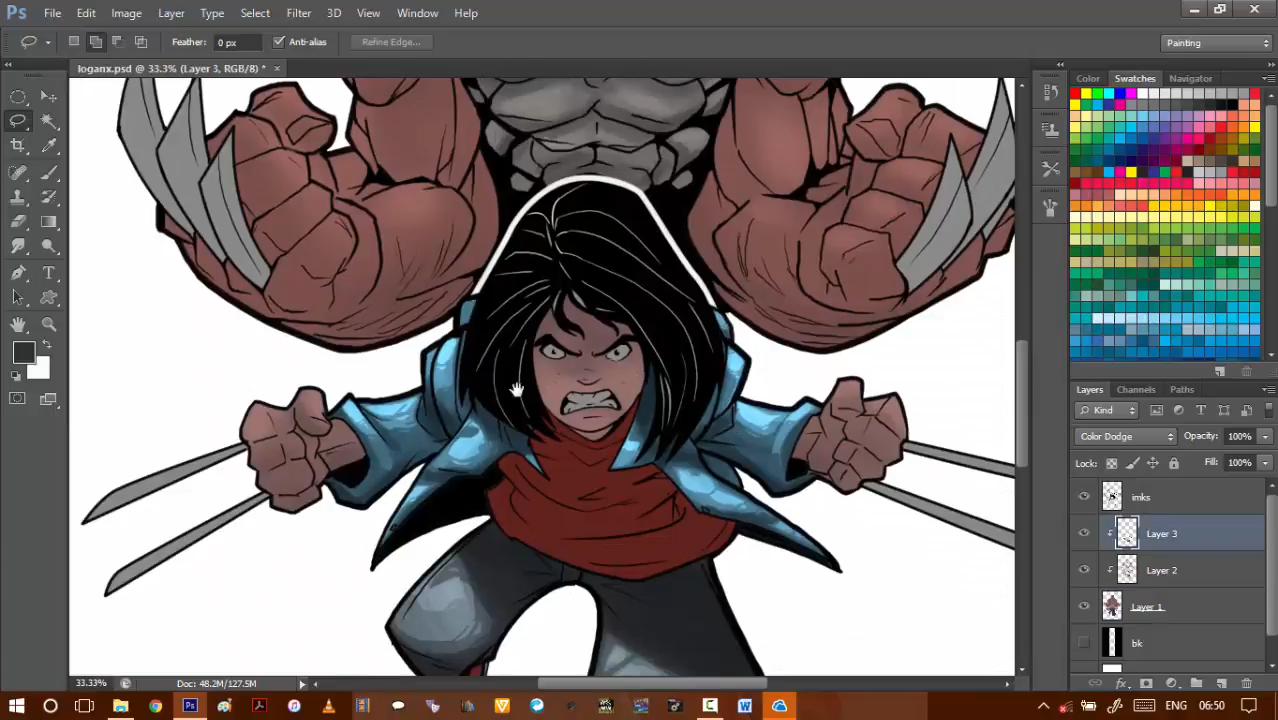 Ps File Edit Image Layer Type Select Filter 3D View Window Help
Feather: 0 px Anti-alias Refine Edge... Painting
loganx.psd @ 33.3% (Layer 3, RGB/8) *
Color Swatches Navigator
Layers Channels Paths
Kind
Color Dodge Opacity: 100%
Lock: Fill: 100%
imks
Layer 3
Layer 2
Layer 1
bk
33.33% Doc: 48.2M/127.5M
ENG 06:50